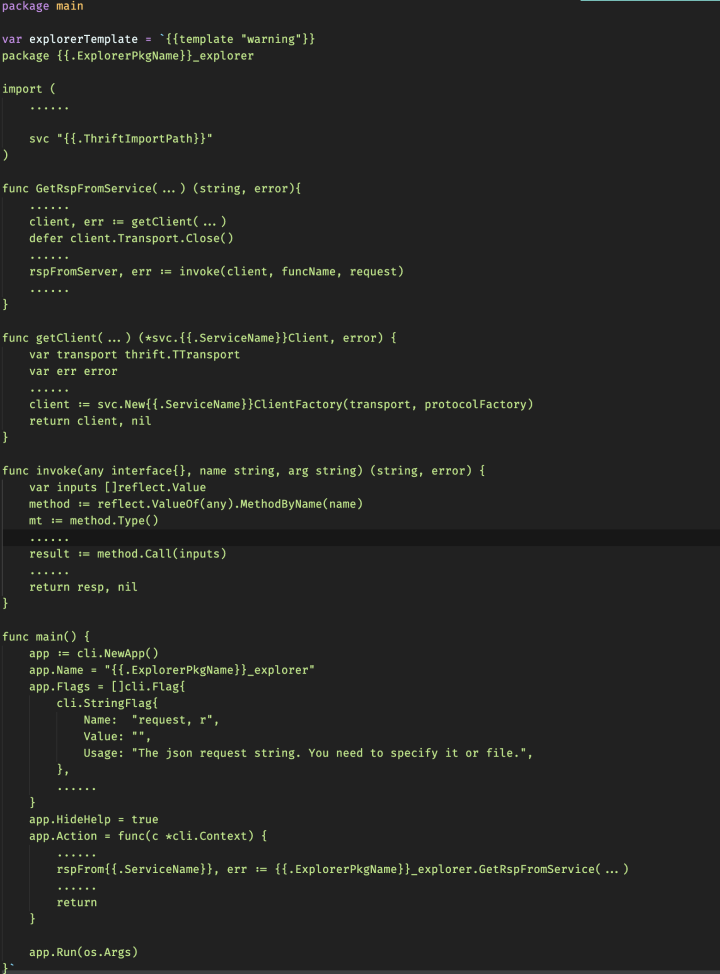 package main

var explorerTemplate = `{{template "warning"}}
package {{.ExplorerPkgName}}_explorer

import (
    ......

    svc "{{.ThriftImportPath}}"
)

func GetRspFromService(...) (string, error){
    ......
    client, err := getClient(...)
    defer client.Transport.Close()
    ......
    rspFromServer, err := invoke(client, funcName, request)
    ......
}

func getClient(...) (*svc.{{.ServiceName}}Client, error) {
    var transport thrift.TTransport
    var err error
    ......
    client := svc.New{{.ServiceName}}ClientFactory(transport, protocolFactory)
    return client, nil
}

func invoke(any interface{}, name string, arg string) (string, error) {
    var inputs []reflect.Value
    method := reflect.ValueOf(any).MethodByName(name)
    mt := method.Type()
    ......
    result := method.Call(inputs)
    ......
    return resp, nil
}

func main() {
    app := cli.NewApp()
    app.Name = "{{.ExplorerPkgName}}_explorer"
    app.Flags = []cli.Flag{
        cli.StringFlag{
            Name:  "request, r",
            Value: "",
            Usage: "The json request string. You need to specify it or file.",
        },
        ......
    }
    app.HideHelp = true
    app.Action = func(c *cli.Context) {
        ......
        rspFrom{{.ServiceName}}, err := {{.ExplorerPkgName}}_explorer.GetRspFromService(...)
        ......
        return
    }

    app.Run(os.Args)
}`